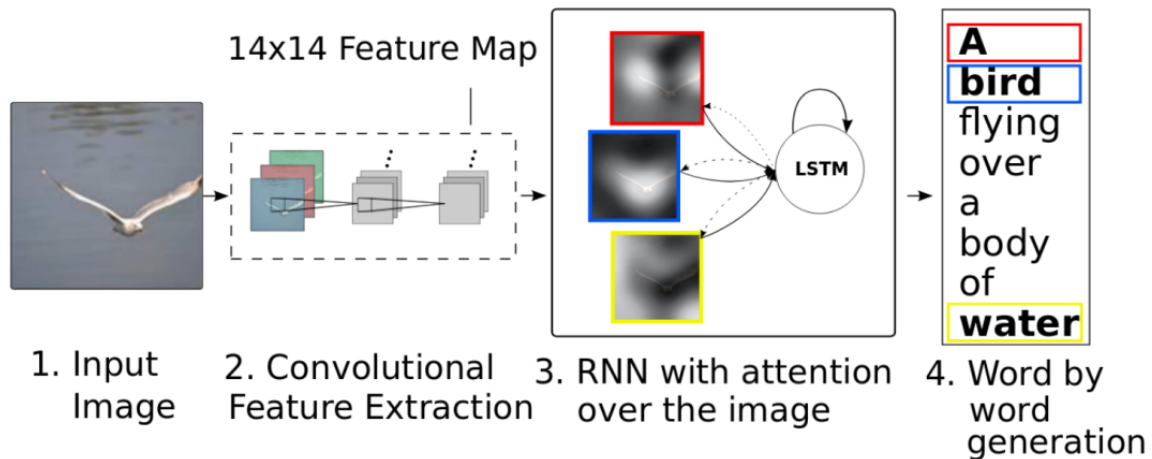 14x14 Feature Map
LSTM
A
bird
flying
over
a
body
of
water
1. Input
Image
2. Convolutional
Feature Extraction
3. RNN with attention
over the image
4. Word by
word
generation